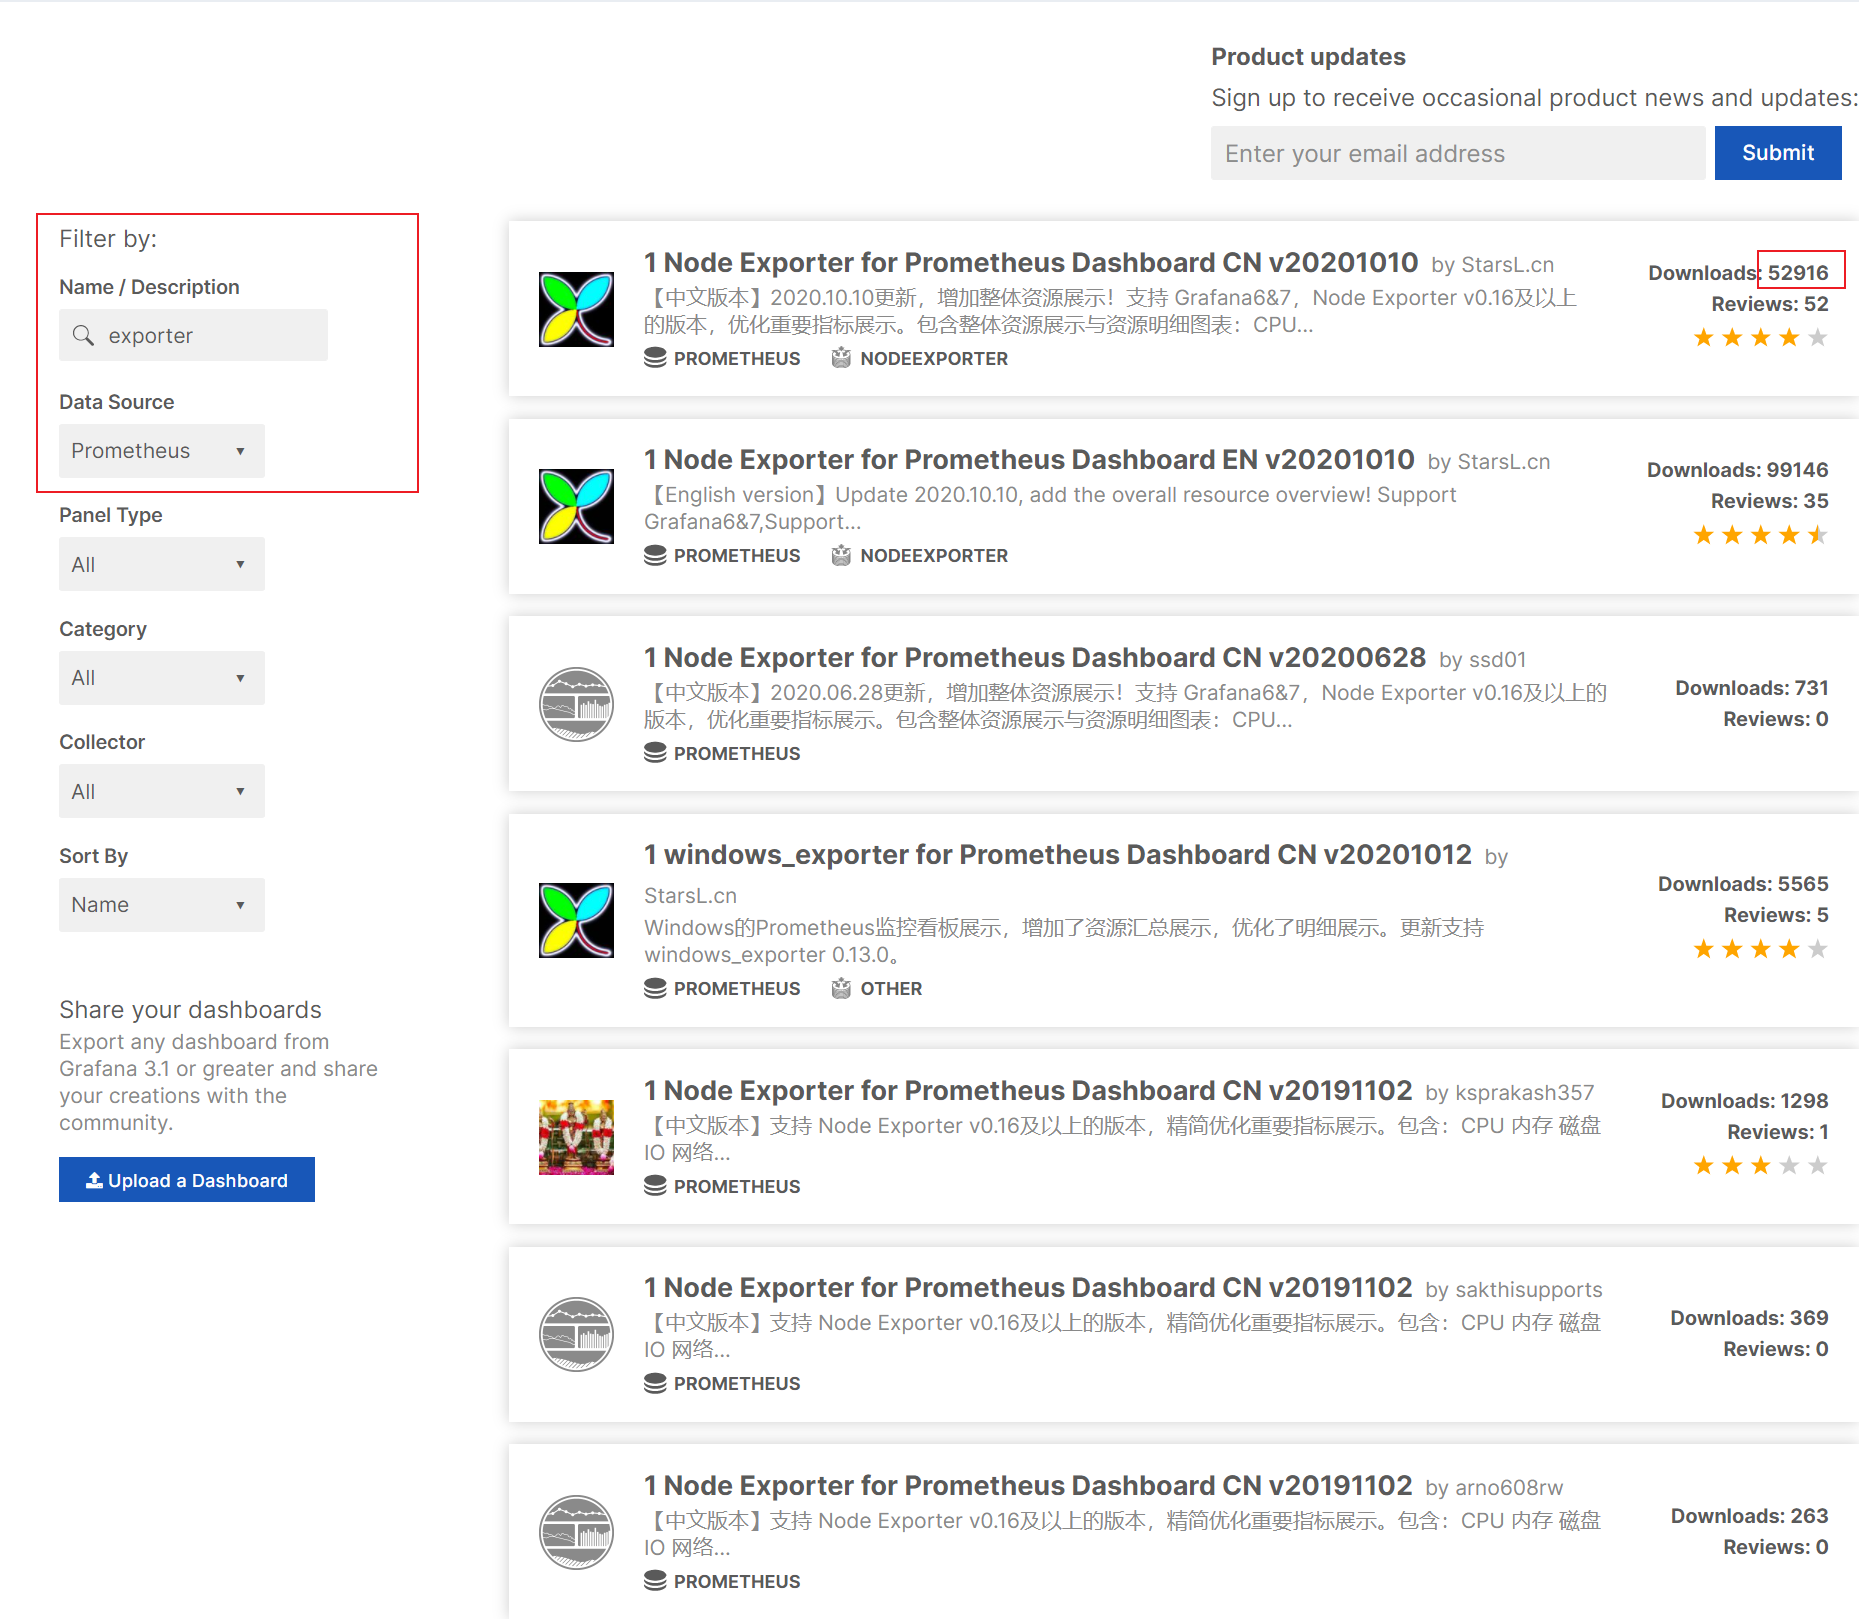 Product updates
Sign up to receive occasional product news and updates:
Enter your email address
Submit
Filter by:
Name / Description
exporter
Data Source
Prometheus
Panel Type
All
Category
All
Collector
All
Sort By
Name
Share your dashboards
Export any dashboard from
Grafana 3.1 or greater and share
your creations with the
community.
Upload a Dashboard
1 Node Exporter for Prometheus Dashboard CN v20201010 by StarsL.cn
【中文版本】2020.10.10更新，增加整体资源展示！支持 Grafana6&7，Node Exporter v0.16及以上
的版本，优化重要指标展示。包含整体资源展示与资源明细图表：CPU...
PROMETHEUS NODEEXPORTER
Downloads: 52916
Reviews: 52
1 Node Exporter for Prometheus Dashboard EN v20201010 by StarsL.cn
【English version】Update 2020.10.10, add the overall resource overview! Support
Grafana6&7,Support...
PROMETHEUS NODEEXPORTER
Downloads: 99146
Reviews: 35
1 Node Exporter for Prometheus Dashboard CN v20200628 by ssd01
【中文版本】2020.06.28更新，增加整体资源展示！支持 Grafana6&7，Node Exporter v0.16及以上的
版本，优化重要指标展示。包含整体资源展示与资源明细图表：CPU...
PROMETHEUS
Downloads: 731
Reviews: 0
1 windows_exporter for Prometheus Dashboard CN v20201012 by
StarsL.cn
Windows的Prometheus监控看板展示，增加了资源汇总展示，优化了明细展示。更新支持
windows_exporter 0.13.0。
PROMETHEUS OTHER
Downloads: 5565
Reviews: 5
1 Node Exporter for Prometheus Dashboard CN v20191102 by ksprakash357
【中文版本】支持 Node Exporter v0.16及以上的版本，精简优化重要指标展示。包含：CPU 内存 磁盘
IO 网络...
PROMETHEUS
Downloads: 1298
Reviews: 1
1 Node Exporter for Prometheus Dashboard CN v20191102 by sakthisupports
【中文版本】支持 Node Exporter v0.16及以上的版本，精简优化重要指标展示。包含：CPU 内存 磁盘
IO 网络...
PROMETHEUS
Downloads: 369
Reviews: 0
1 Node Exporter for Prometheus Dashboard CN v20191102 by arno608rw
【中文版本】支持 Node Exporter v0.16及以上的版本，精简优化重要指标展示。包含：CPU 内存 磁盘
IO 网络...
PROMETHEUS
Downloads: 263
Reviews: 0